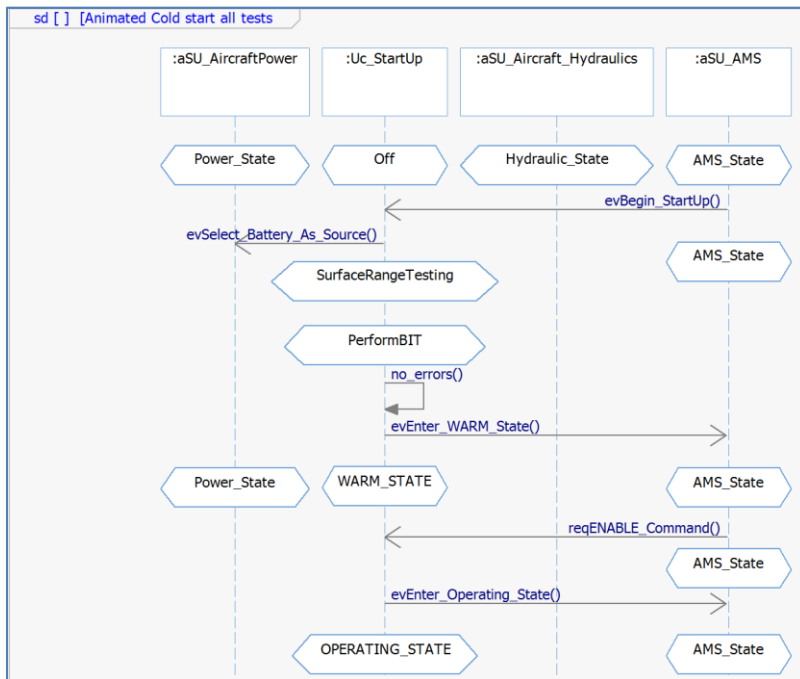 sd [ ] [Animated Cold start all tests
:aSU_AircraftPower :Uc_StartUp :aSU_Aircraft_Hydraulics :aSU_AMS
Power_State Off Hydraulic_State AMS_State
evBegin_StartUp()
evSelect_Battery_As_Source()
AMS_State
SurfaceRangeTesting
PerformBIT
no_errors()
evEnter_WARM_State()
Power_State WARM_STATE AMS_State
reqENABLE_Command()
AMS_State
evEnter_Operating_State()
OPERATING_STATE AMS_State